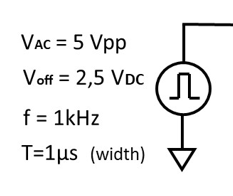 VAC = 5 Vpp
Voff = 2,5 VDC
f = 1kHz
T=1µs (width)